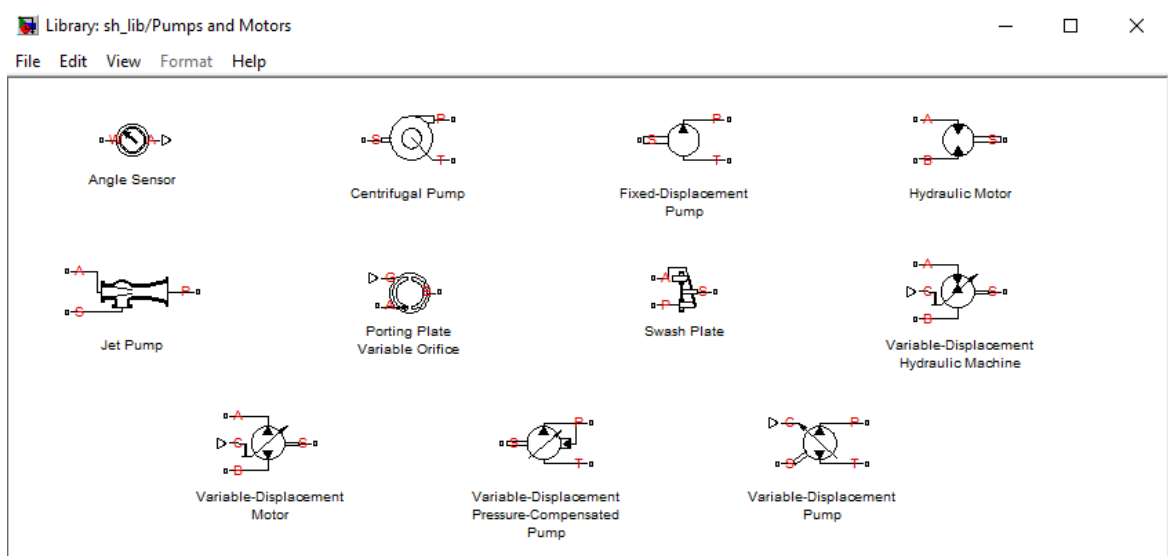 Library: sh_lib/Pumps and Motors
File Edit View Format Help
W A
Angle Sensor
S P T
Centrifugal Pump
S P T
Fixed-Displacement
Pump
A B S
Hydraulic Motor
A S P
Jet Pump
C A B
Porting Plate
Variable Orifice
A P S
Swash Plate
A C B S
Variable-Displacement
Hydraulic Machine
A C B S
Variable-Displacement
Motor
S P T
Variable-Displacement
Pressure-Compensated
Pump
C S P T
Variable-Displacement
Pump